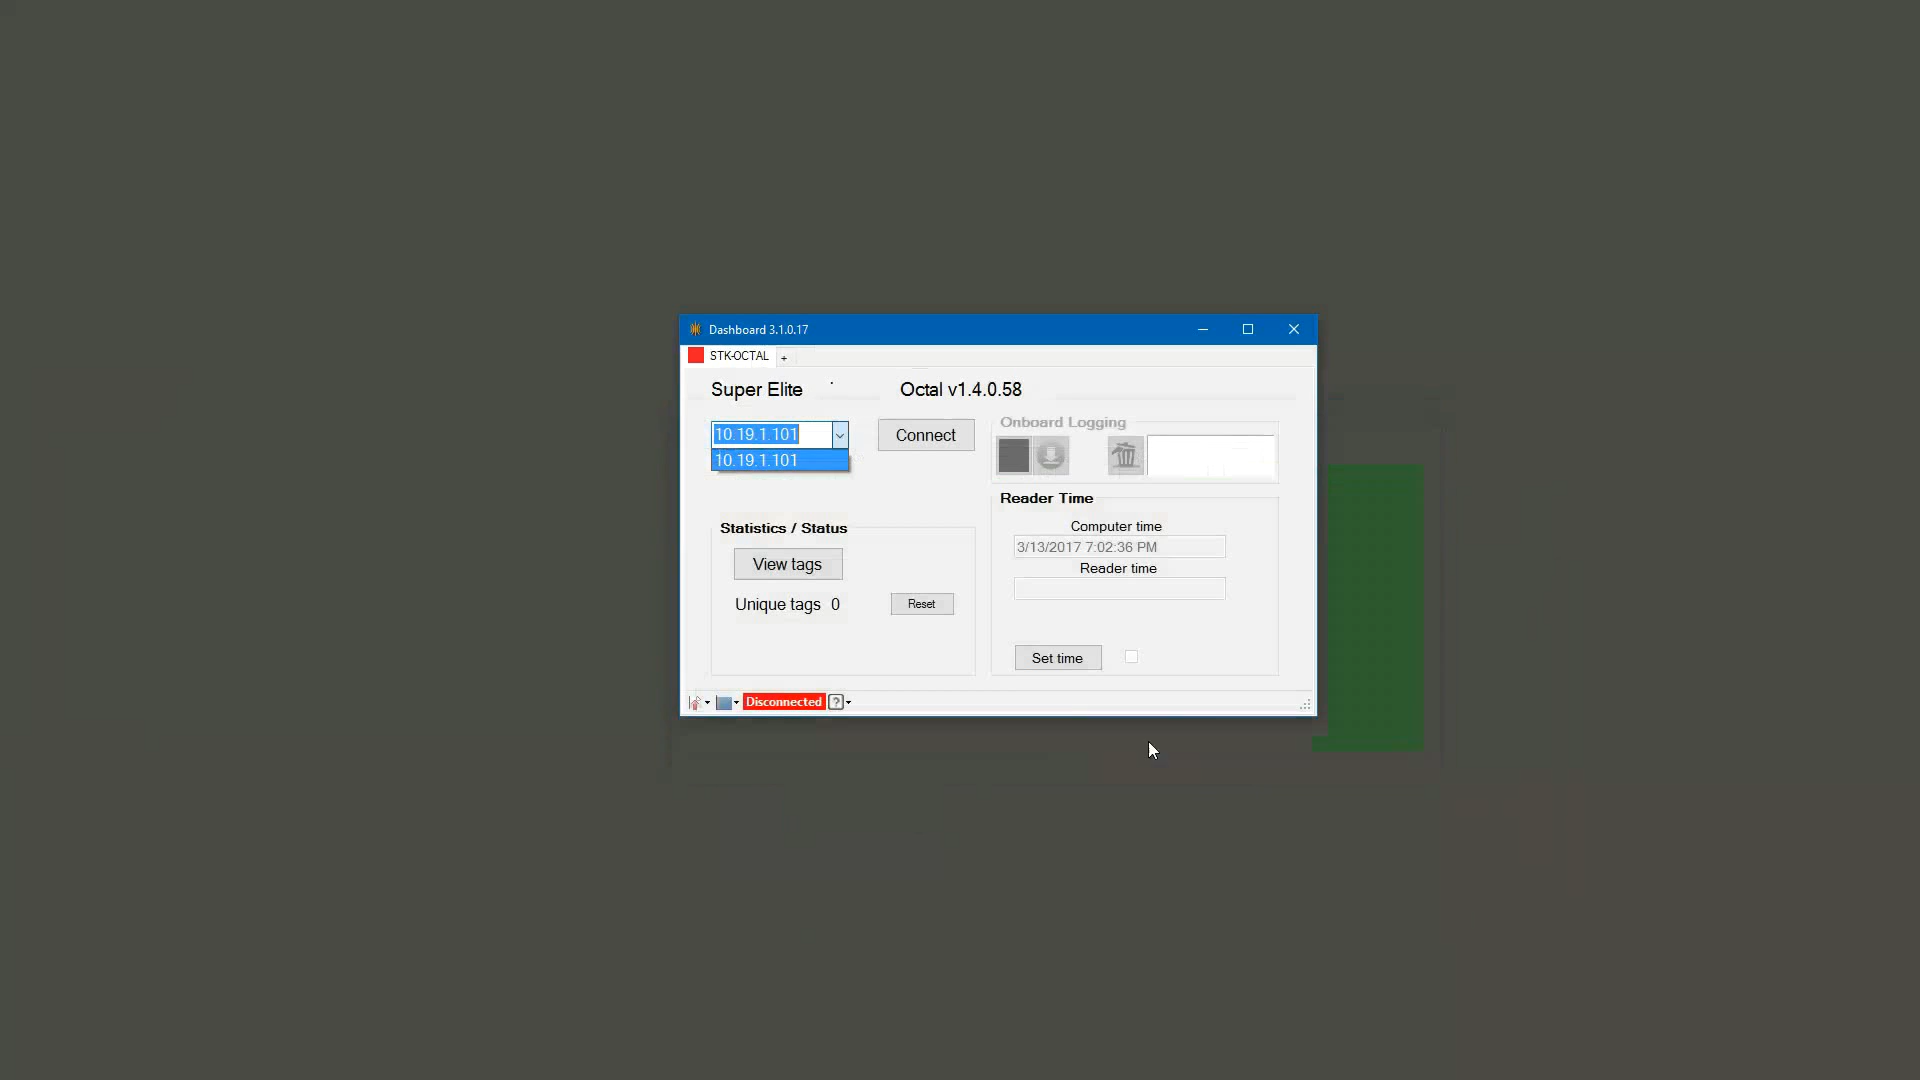 Dashboard 3.1.0.17
STK-OCTAL +
Super Elite
Octal v1.4.0.58
10.19.1.101
10.19.1.101
Connect
Onboard Logging
Reader Time
Computer time
3/13/2017 7:02:36 PM
Reader time
Set time
Statistics / Status
View tags
Unique tags 0
Reset
Disconnected
?